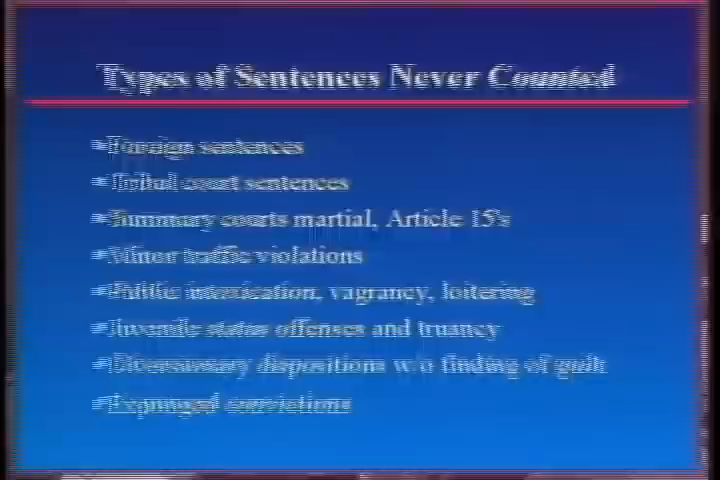 Types of Sentences Never Counted
Foreign sentences
Tribal court sentences
Summary courts martial, Article 15's
Minor traffic violations
Public intoxication, vagrancy, loitering
Juvenile status offenses and truancy
Diversionary dispositions w/o finding of guilt
Expunged convictions